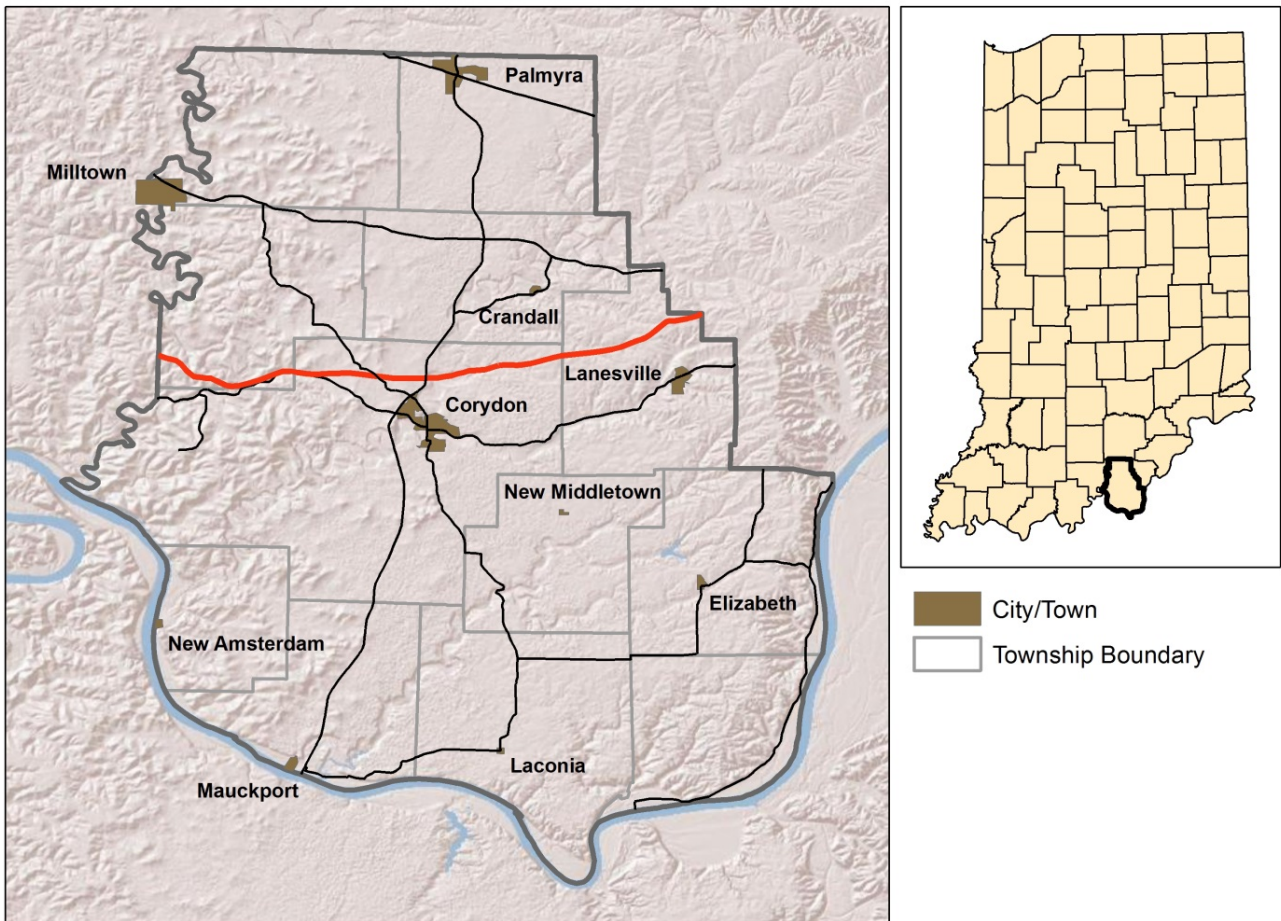 Palmyra
Milltown
Crandall
Lanesville
Corydon
New Middletown
Elizabeth
New Amsterdam
Laconia
Mauckport
City/Town
Township Boundary